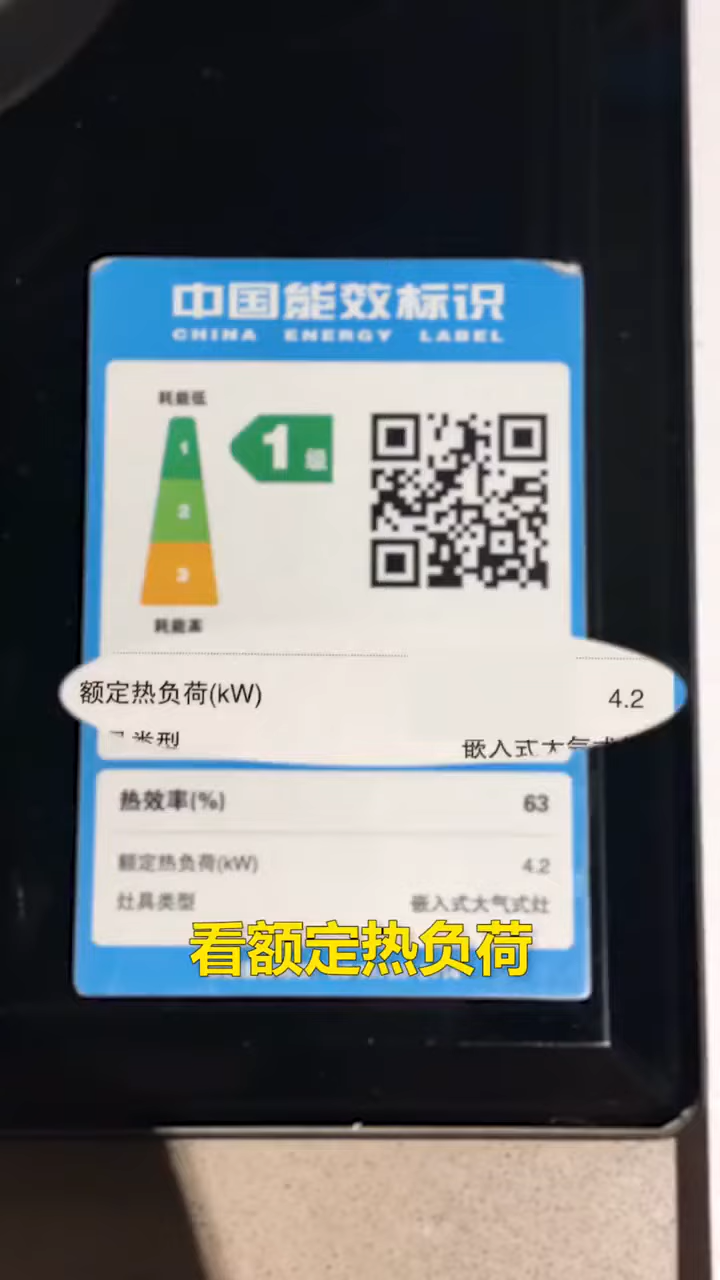 中国能效标识
CHINA ENERGY LABEL
耗能低
1
1级
2
3
耗能高
额定热负荷(kW)
4.2
类型
嵌入式大气式
热效率(%)
63
额定热负荷(kW)
4.2
灶具类型
嵌入式大气式灶
看额定热负荷